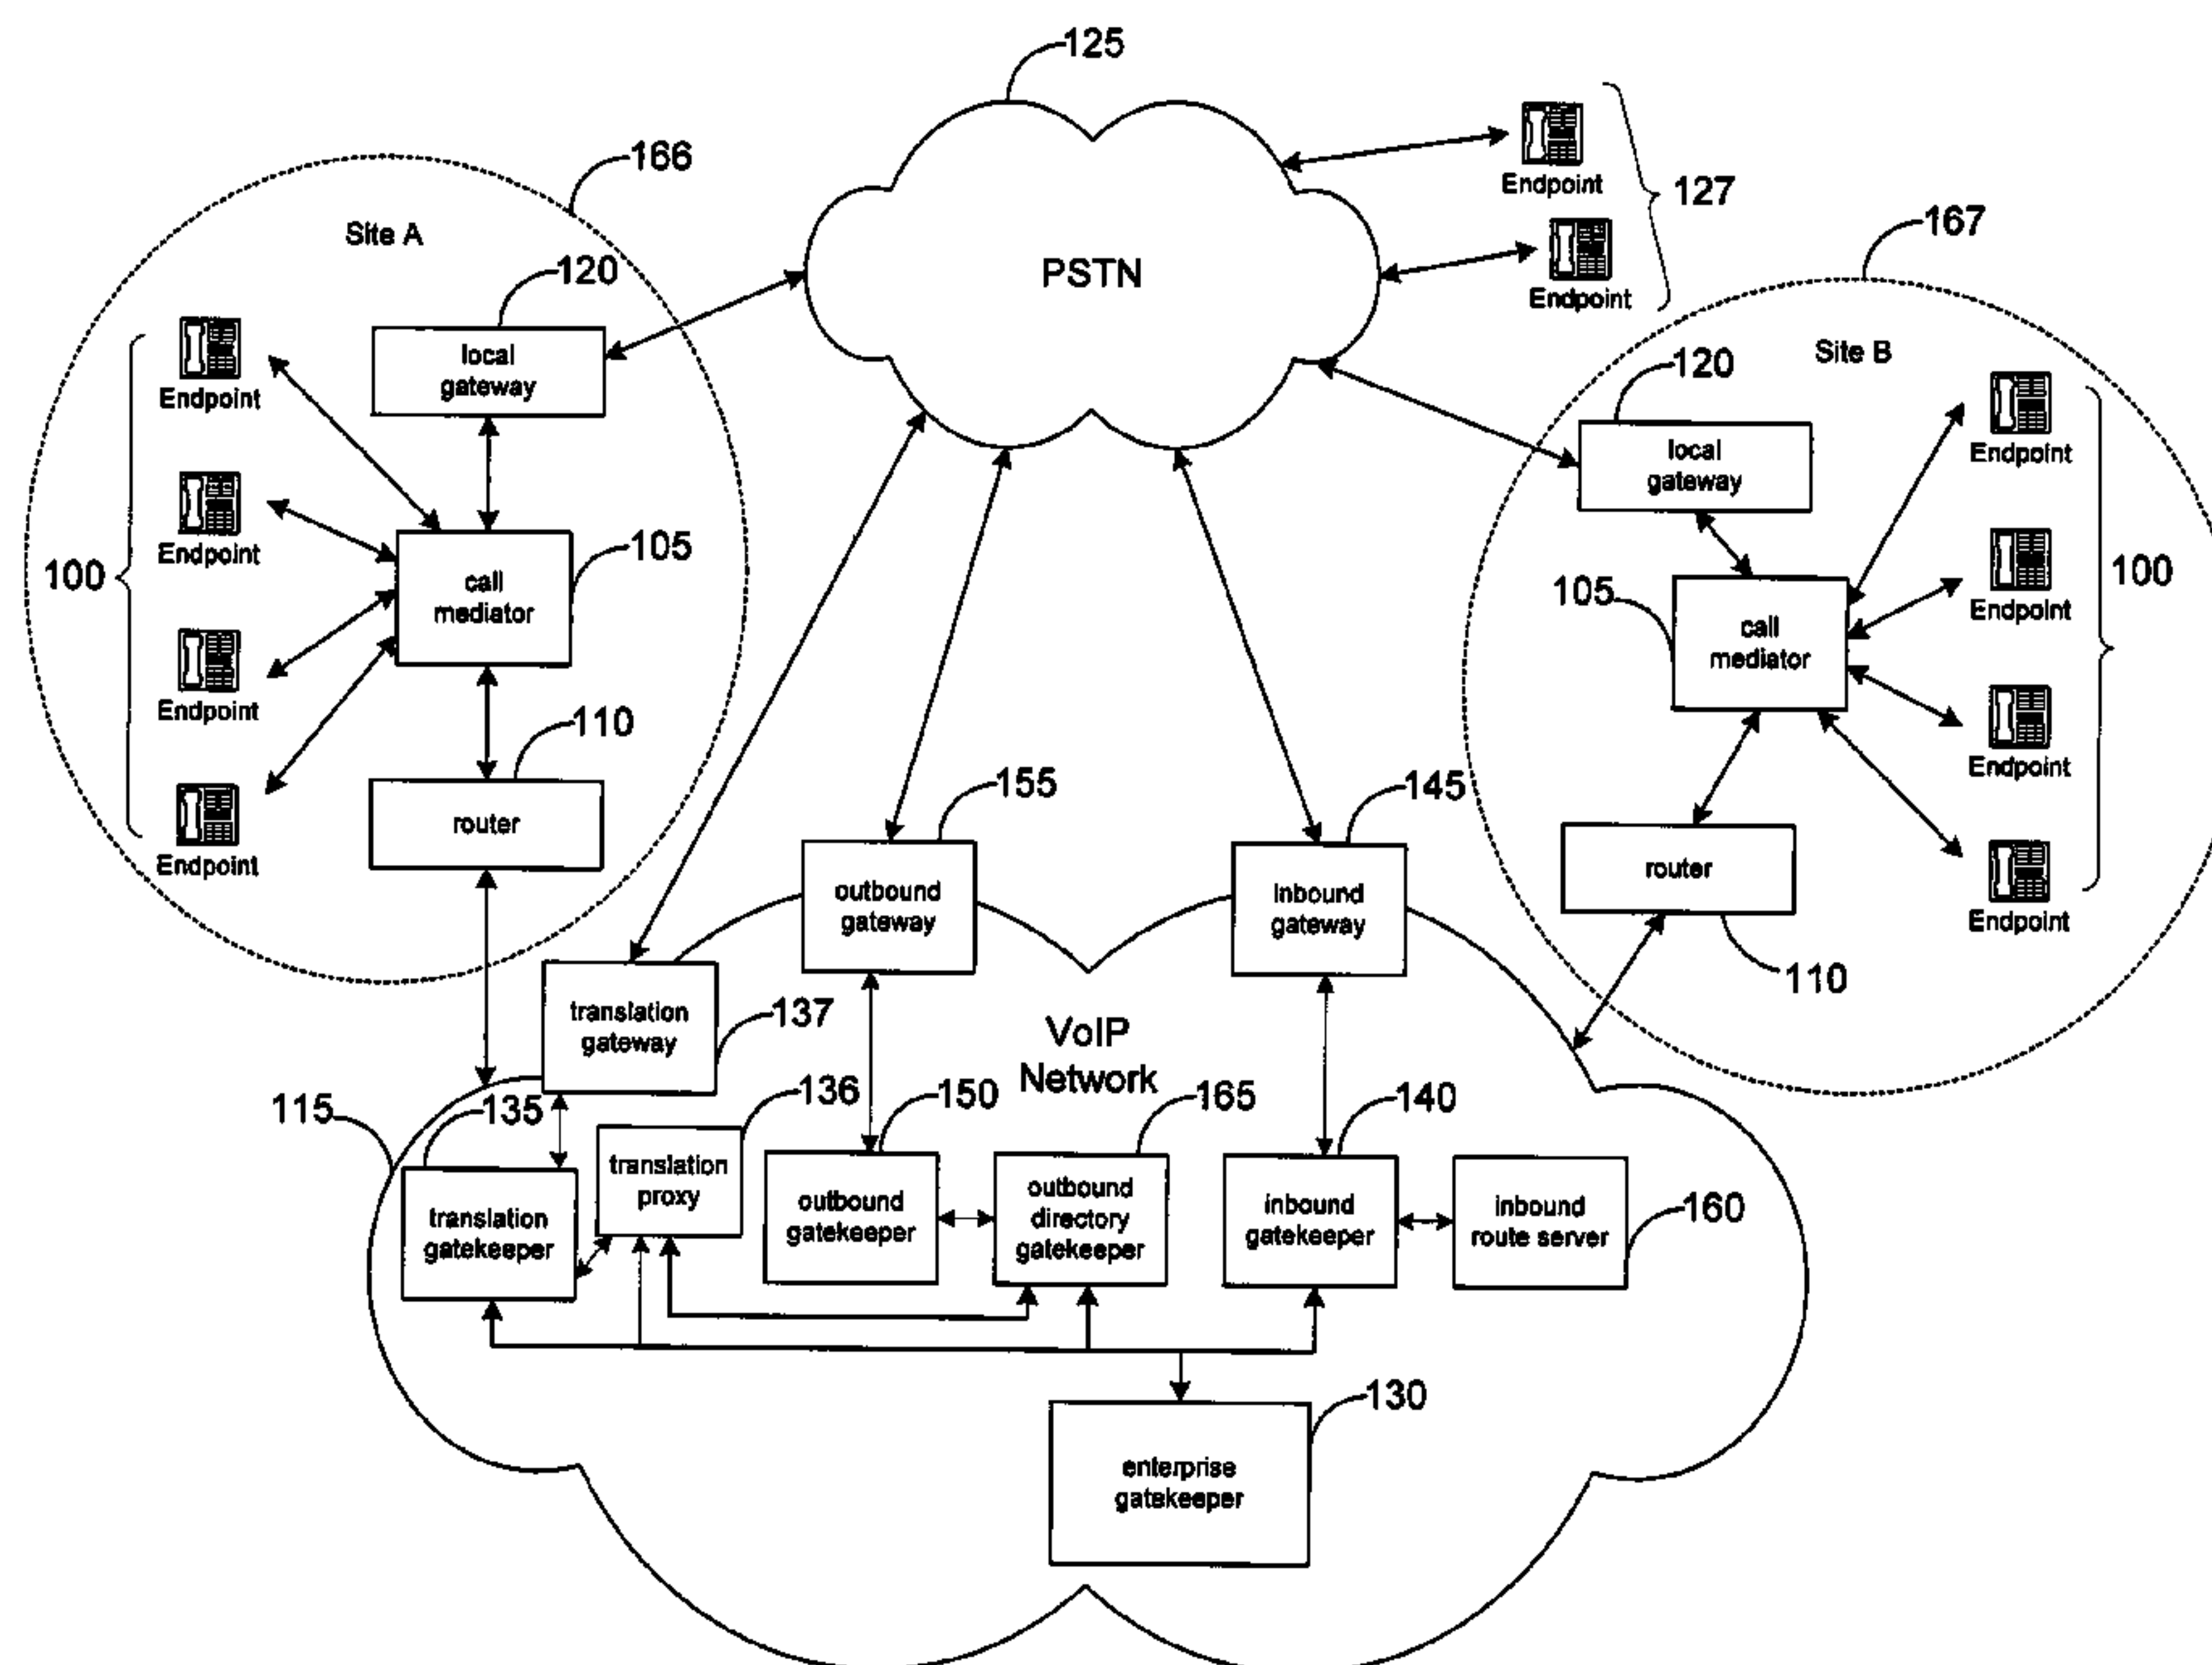 125
166
Site A
120
local
gateway
Endpoint
Endpoint
100
call
mediator
105
Endpoint
110
router
Endpoint
PSTN
Endpoint
127
Endpoint
167
Site B
120
local
gateway
Endpoint
Endpoint
105
call
mediator
100
Endpoint
router
Endpoint
110
155
outbound
gateway
145
inbound
gateway
translation
gateway
137
VoIP
Network
115
135
136
150
165
140
translation
gatekeeper
translation
proxy
outbound
gatekeeper
outbound
directory
gatekeeper
inbound
gatekeeper
inbound
route server
160
130
enterprise
gatekeeper